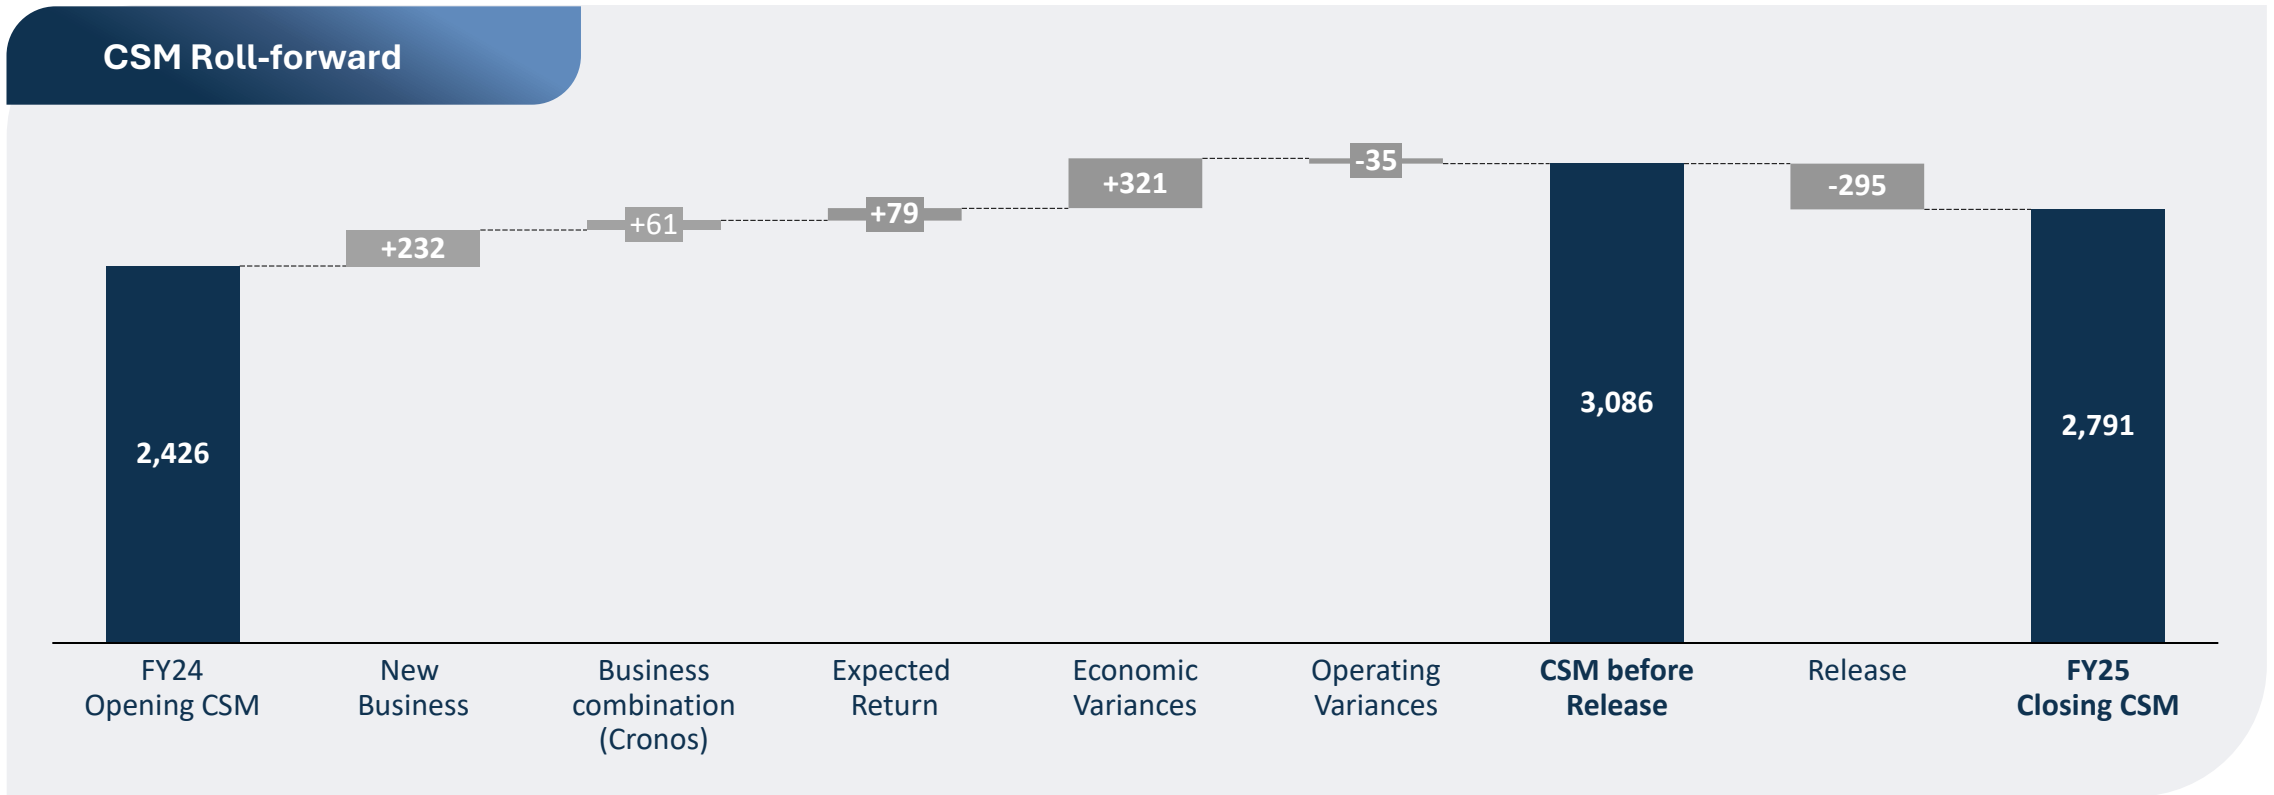 CSM Roll-forward
2,426
+232
+61
+79
+321
-35
3,086
-295
2,791
FY24
Opening CSM
New
Business
Business
combination
(Cronos)
Expected
Return
Economic
Variances
Operating
Variances
CSM before
Release
Release
FY25
Closing CSM